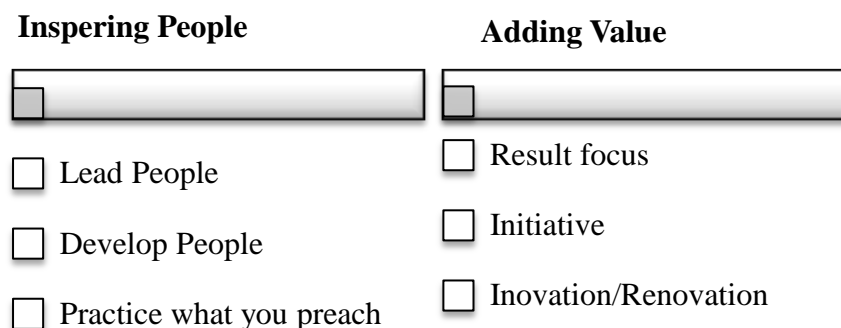 Inspering People
Lead People
Develop People
Practice what you preach
Adding Value
Result focus
Initiative
Inovation/Renovation